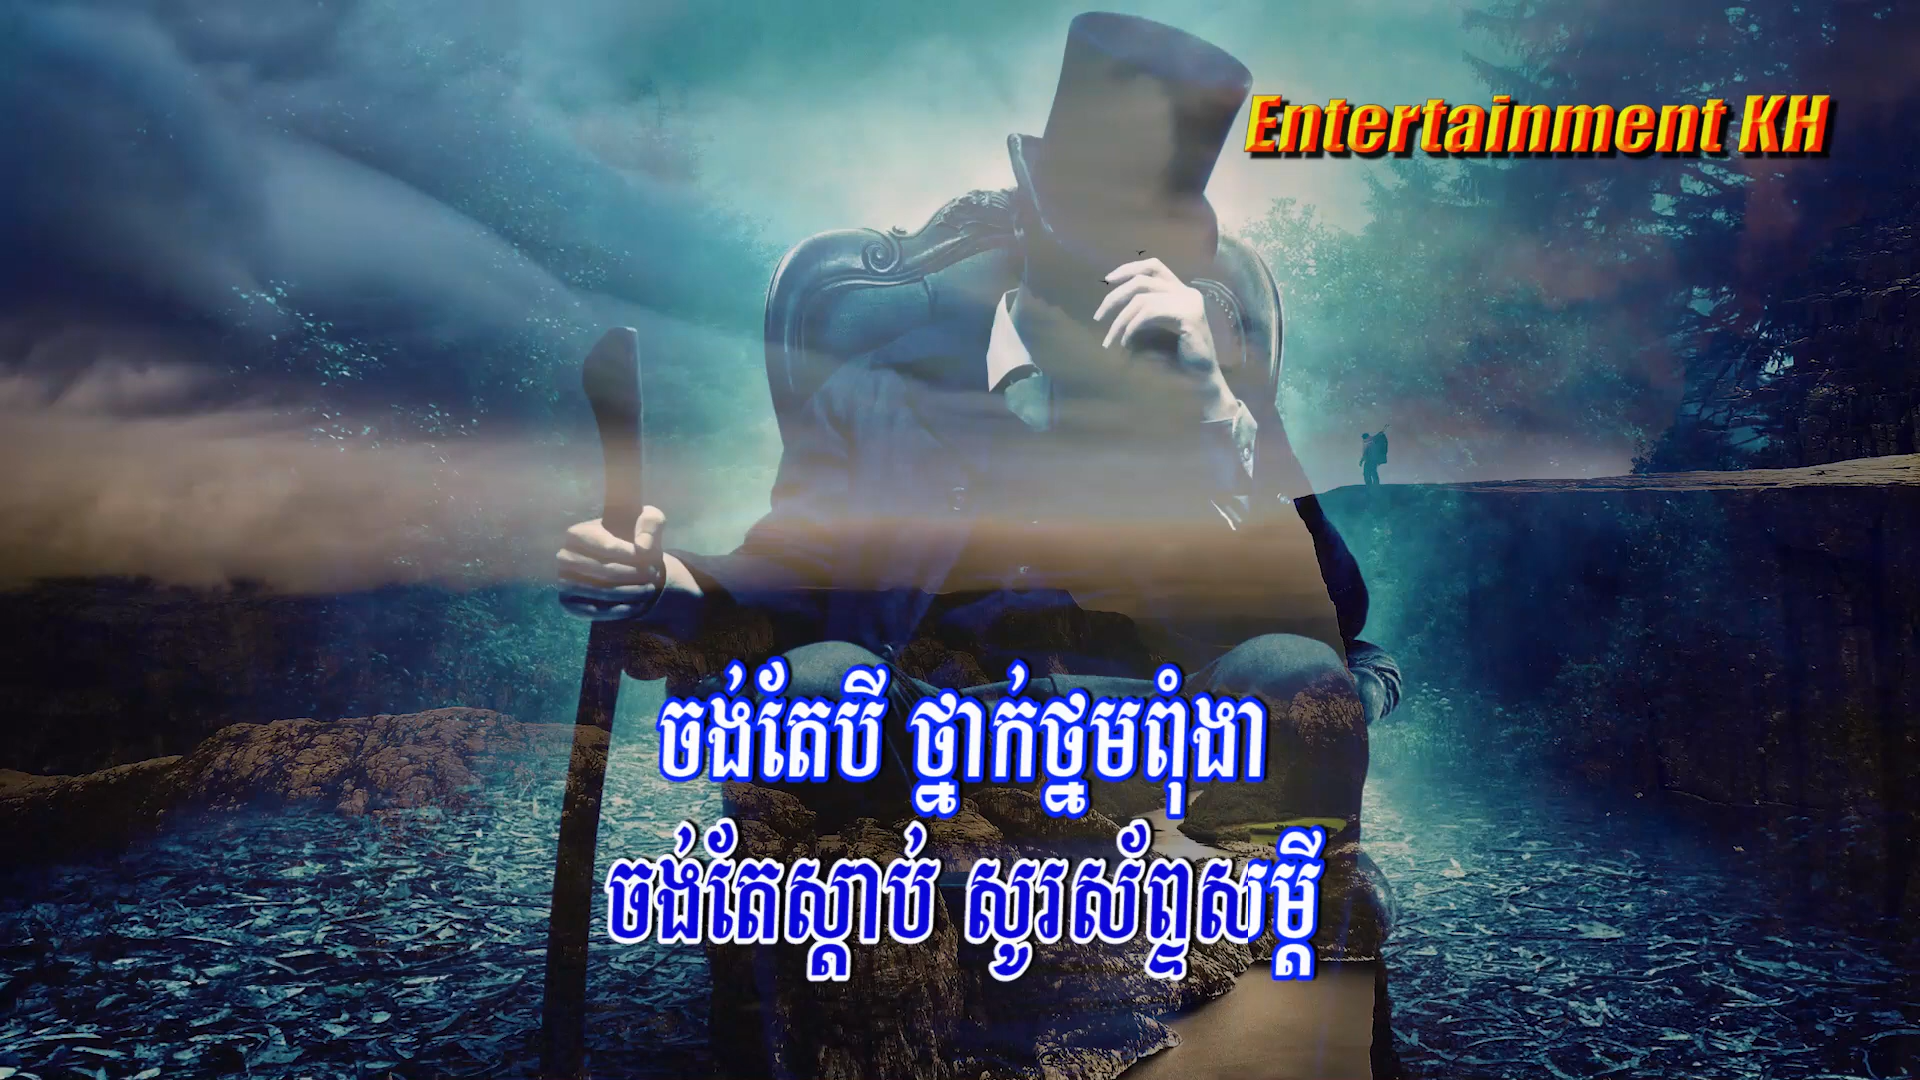 Entertainment KH
ចង់តែបី ថ្នាក់ថ្នមពុំងា
ចង់តែស្ដាប់ សូរស័ព្ទសម្ដី